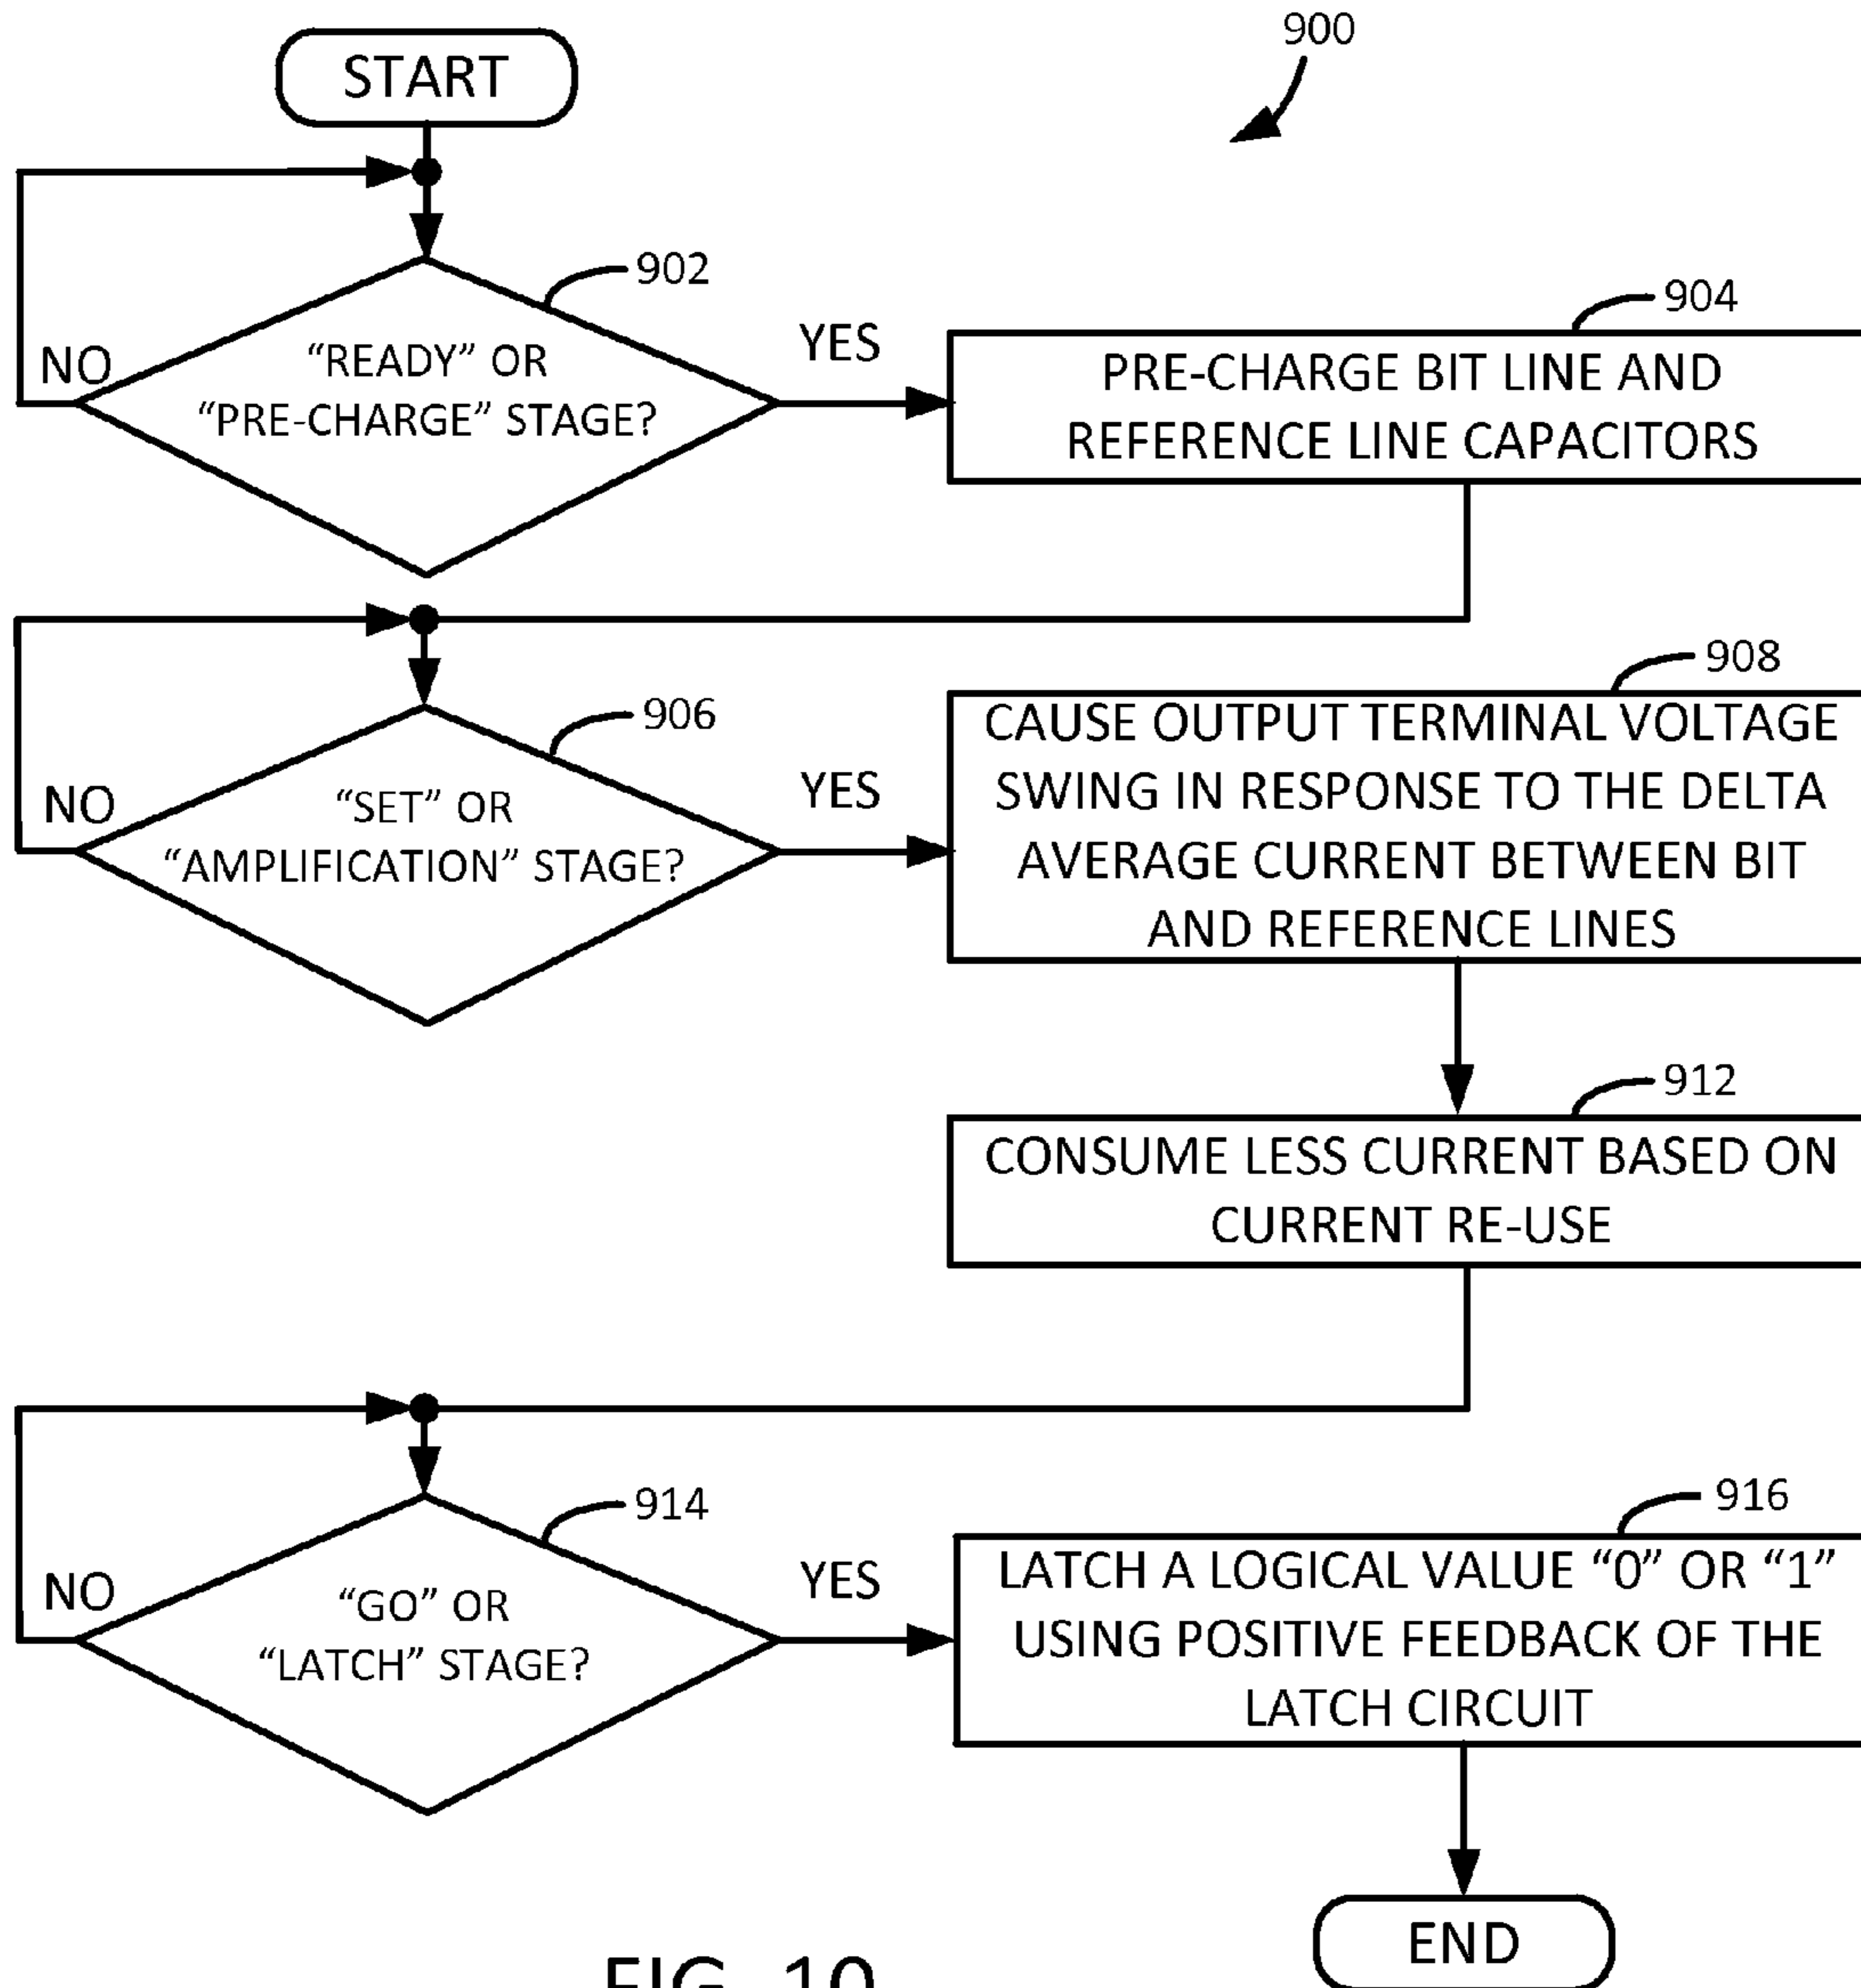 900
START
902
NO
“READY” OR
“PRE-CHARGE” STAGE?
YES
904
PRE-CHARGE BIT LINE AND
REFERENCE LINE CAPACITORS
906
NO
“SET” OR
“AMPLIFICATION” STAGE?
YES
908
CAUSE OUTPUT TERMINAL VOLTAGE
SWING IN RESPONSE TO THE DELTA
AVERAGE CURRENT BETWEEN BIT
AND REFERENCE LINES
912
CONSUME LESS CURRENT BASED ON
CURRENT RE-USE
914
NO
“GO” OR
“LATCH” STAGE?
YES
916
LATCH A LOGICAL VALUE “0” OR “1”
USING POSITIVE FEEDBACK OF THE
LATCH CIRCUIT
END
FIG. 10